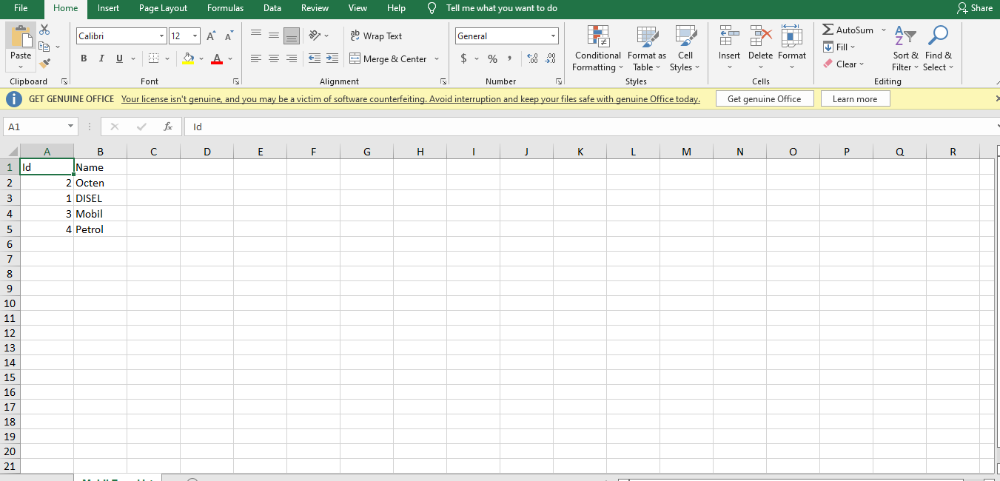 File Home Insert Page Layout Formulas Data Review View Help Tell me what you want to do Share
Calibri 12 ab Wrap Text General AutoSum
Paste B I U A Merge & Center $ % , Conditional Formatting Format as Table Cell Styles Insert Delete Format Fill Clear Sort & Filter Find & Select
Clipboard Font Alignment Number Styles Cells Editing
GET GENUINE OFFICE Your license isn't genuine, and you may be a victim of software counterfeiting. Avoid interruption and keep your files safe with genuine Office today. Get genuine Office Learn more
A1 fx Id
A B C D E F G H I J K L M N O P Q R
1 Id Name
2 2 Octen
3 1 DISEL
4 3 Mobil
5 4 Petrol
6
7
8
9
10
11
12
13
14
15
16
17
18
19
20
21